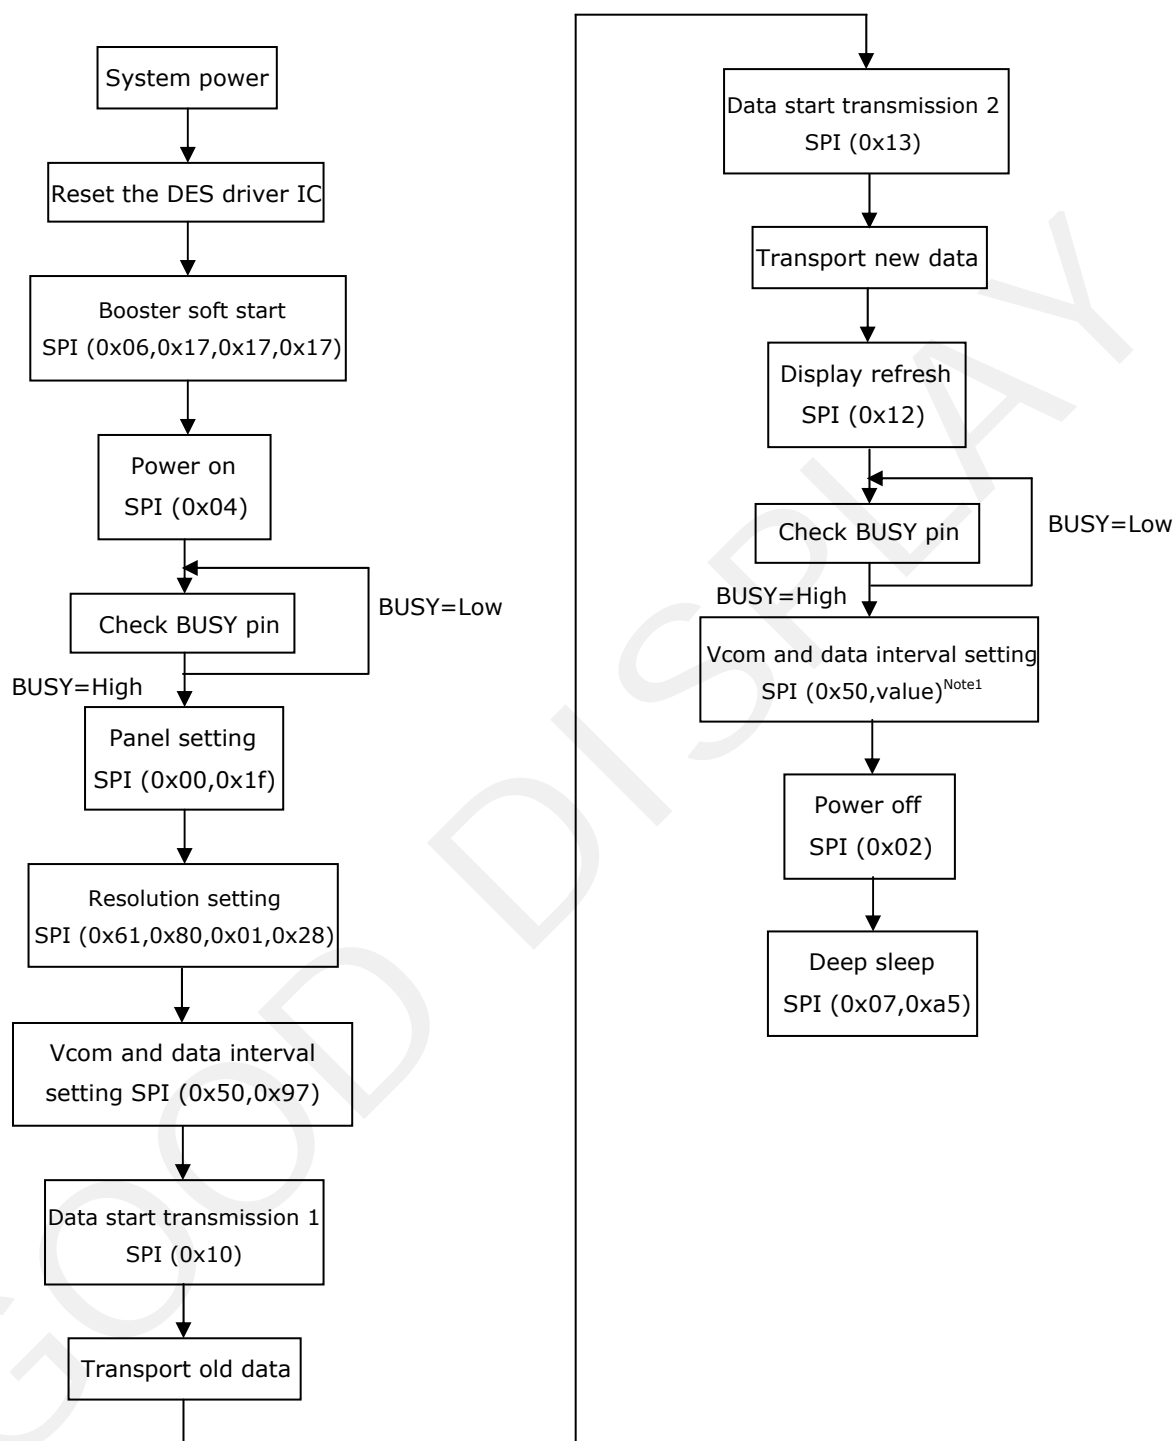 System power
Reset the DES driver IC
Booster soft start
SPI (0x06,0x17,0x17,0x17)
Power on
SPI (0x04)
Check BUSY pin
BUSY=Low
BUSY=High
Panel setting
SPI (0x00,0x1f)
Resolution setting
SPI (0x61,0x80,0x01,0x28)
Vcom and data interval
setting SPI (0x50,0x97)
Data start transmission 1
SPI (0x10)
Transport old data
Data start transmission 2
SPI (0x13)
Transport new data
Display refresh
SPI (0x12)
Check BUSY pin
BUSY=Low
BUSY=High
Vcom and data interval setting
SPI (0x50,value)Note1
Power off
SPI (0x02)
Deep sleep
SPI (0x07,0xa5)
GOOD DISPLAY